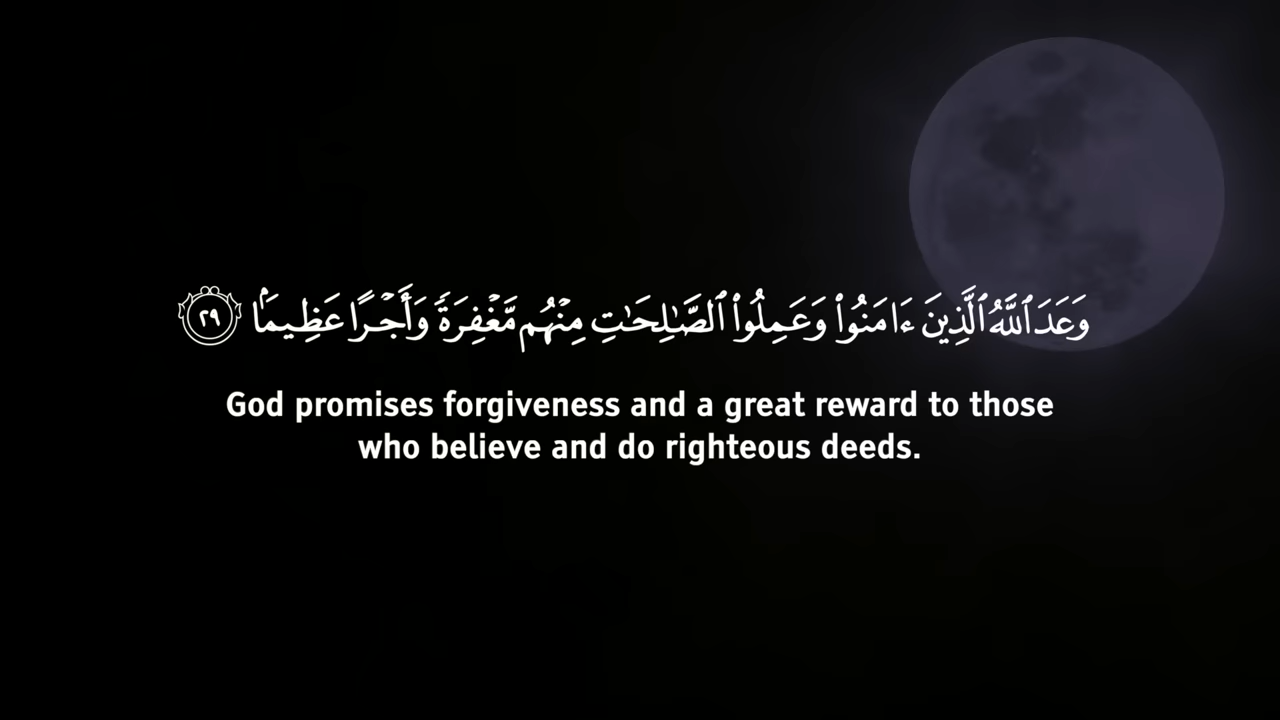 وَعَدَ ٱللَّهُ ٱلَّذِينَ ءَامَنُوا۟ وَعَمِلُوا۟ ٱلصَّـٰلِحَـٰتِ مِنْهُم مَّغْفِرَةً وَأَجْرًا عَظِيمًۢا ٢٩
God promises forgiveness and a great reward to those
who believe and do righteous deeds.